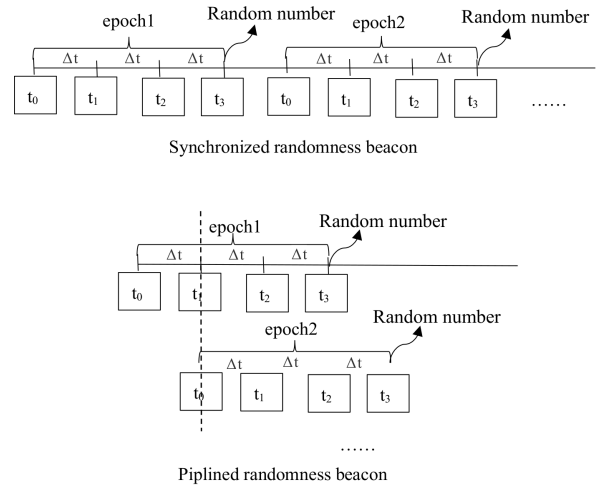 Random number Random number
epoch1 epoch2
Δt Δt Δt Δt Δt Δt
t₀ t₁ t₂ t₃ t₀ t₁ t₂ t₃ ……
Synchronized randomness beacon
Random number
epoch1
Δt Δt Δt
t₀ t₁ t₂ t₃
Random number
epoch2
Δt Δt Δt
t₀ t₁ t₂ t₃
……
Piplined randomness beacon